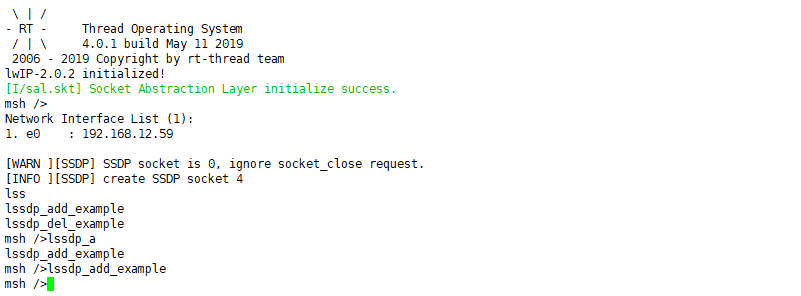 \ | /
- RT -     Thread Operating System
 / | \     4.0.1 build May 11 2019
 2006 - 2019 Copyright by rt-thread team
lwIP-2.0.2 initialized!
[I/sal.skt] Socket Abstraction Layer initialize success.
msh />
Network Interface List (1):
1. e0    : 192.168.12.59

[WARN ][SSDP] SSDP socket is 0, ignore socket_close request.
[INFO ][SSDP] create SSDP socket 4
lss
lssdp_add_example
lssdp_del_example
msh />lssdp_a
lssdp_add_example
msh />lssdp_add_example
msh />